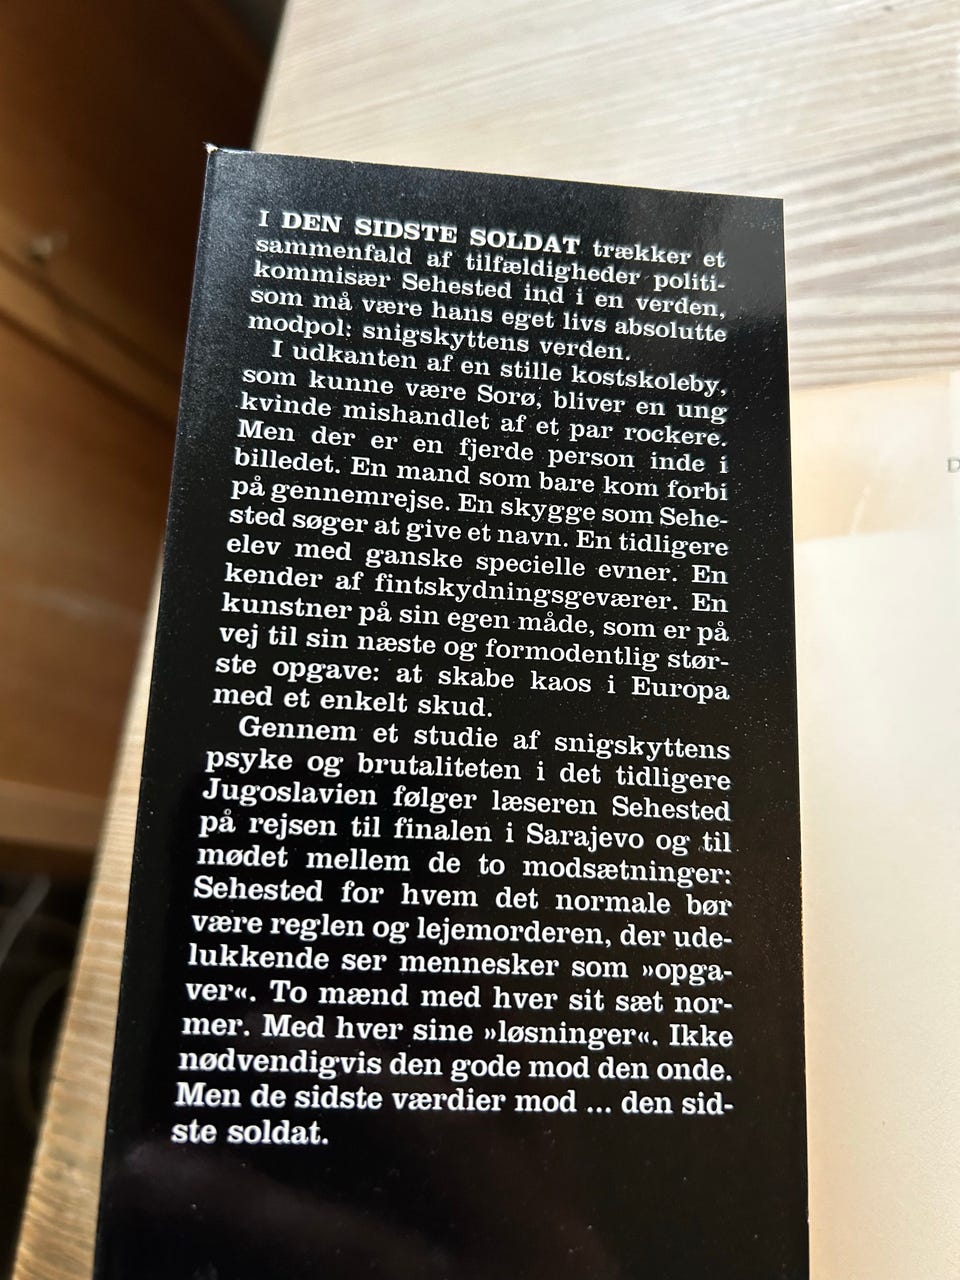 I DEN SIDSTE SOLDAT trækker et
sammenfald af tilfældigheder politi-
kommisær Sehested ind i en verden,
som må være hans eget livs absolutte
modpol: snigskyttens verden.
I udkanten af en stille kostskoleby,
som kunne være Sorø, bliver en ung
kvinde mishandlet af et par rockere.
Men der er en fjerde person inde i
billedet. En mand som bare kom forbi
på gennemrejse. En skygge som Sehe-
sted søger at give et navn. En tidligere
elev med ganske specielle evner. En
kender af fintskydningsgeværer. En
kunstner på sin egen måde, som er på
vej til sin næste og formodentlig stør-
ste opgave: at skabe kaos i Europa
med et enkelt skud.
Gennem et studie af snigskyttens
psyke og brutaliteten i det tidligere
Jugoslavien følger læseren Sehested
på rejsen til finalen i Sarajevo og til
mødet mellem de to modsætninger:
Sehested for hvem det normale bør
være reglen og lejemorderen, der ude-
lukkende ser mennesker som »opga-
ver«. To mænd med hver sit sæt nor-
mer. Med hver sine »løsninger«. Ikke
nødvendigvis den gode mod den onde.
Men de sidste værdier mod ... den sid-
ste soldat.
D